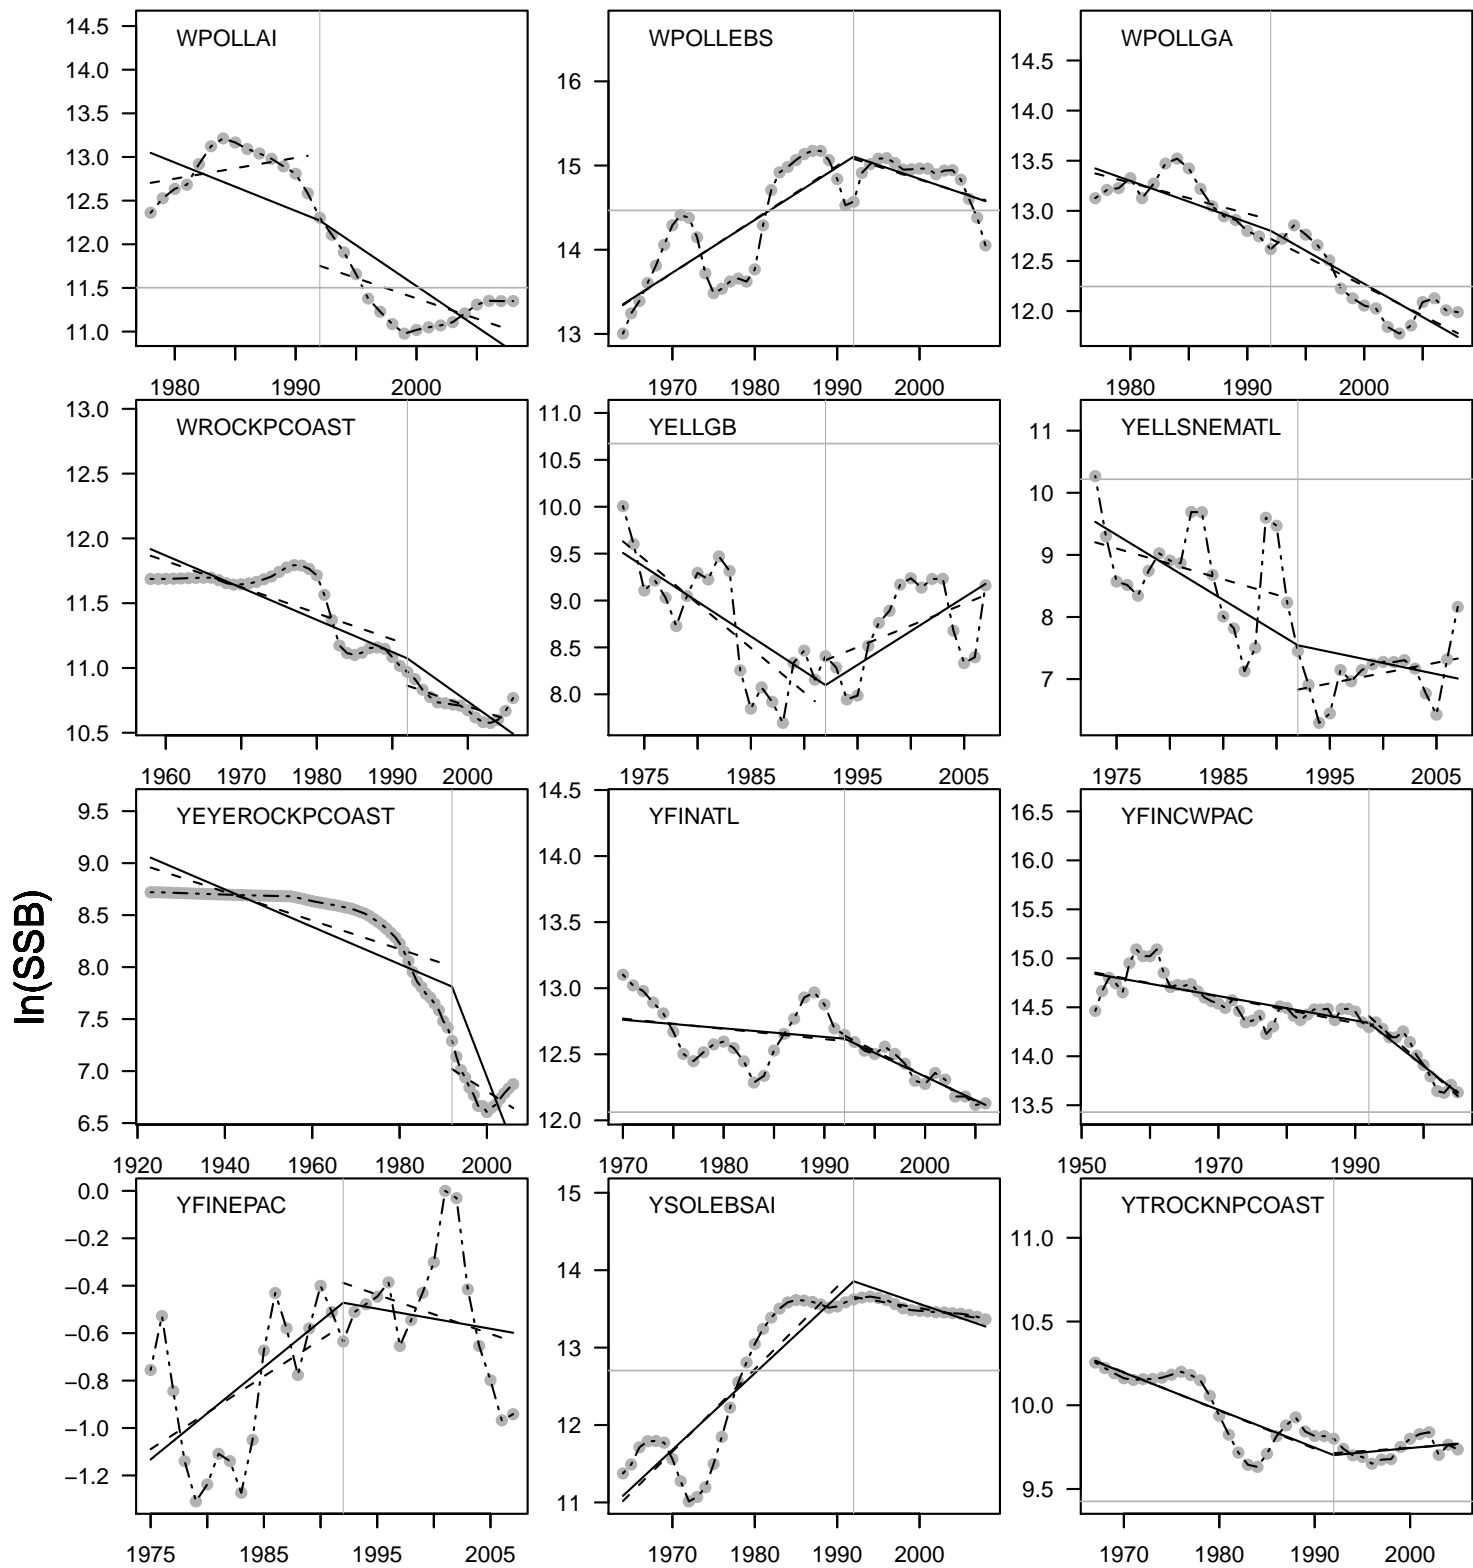 WPOLLAI
14.5
14.0
13.5
13.0
12.5
12.0
11.5
11.0
1980 1992 2000
WPOLLEBS
16
15
14
13
1970 1980 1992 2000
WPOLLGA
14.5
14.0
13.5
13.0
12.5
12.0
1980 1992 2000
WROCKPCOAST
13.0
12.5
12.0
11.5
11.0
10.5
1960 1970 1980 1992 2000
YELLGB
11.0
10.5
10.0
9.5
9.0
8.5
8.0
1975 1985 1995 2005
YELLSNEMATL
11
10
9
8
7
1975 1985 1995 2005
YEYEROCKPCOAST
9.5
9.0
8.5
8.0
7.5
7.0
6.5
1920 1940 1960 1980 2000
YFINATL
14.5
14.0
13.5
13.0
12.5
12.0
1970 1980 1992 2000
YFINCWPAC
16.5
16.0
15.5
15.0
14.5
14.0
13.5
1950 1970 1990
YFINEPAC
0.0
−0.2
−0.4
−0.6
−0.8
−1.0
−1.2
1975 1985 1995 2005
YSOLEBSAI
15
14
13
12
11
1970 1980 1992 2000
YTROCKNPCOAST
11.0
10.5
10.0
9.5
1970 1980 1992 2000
ln(SSB)